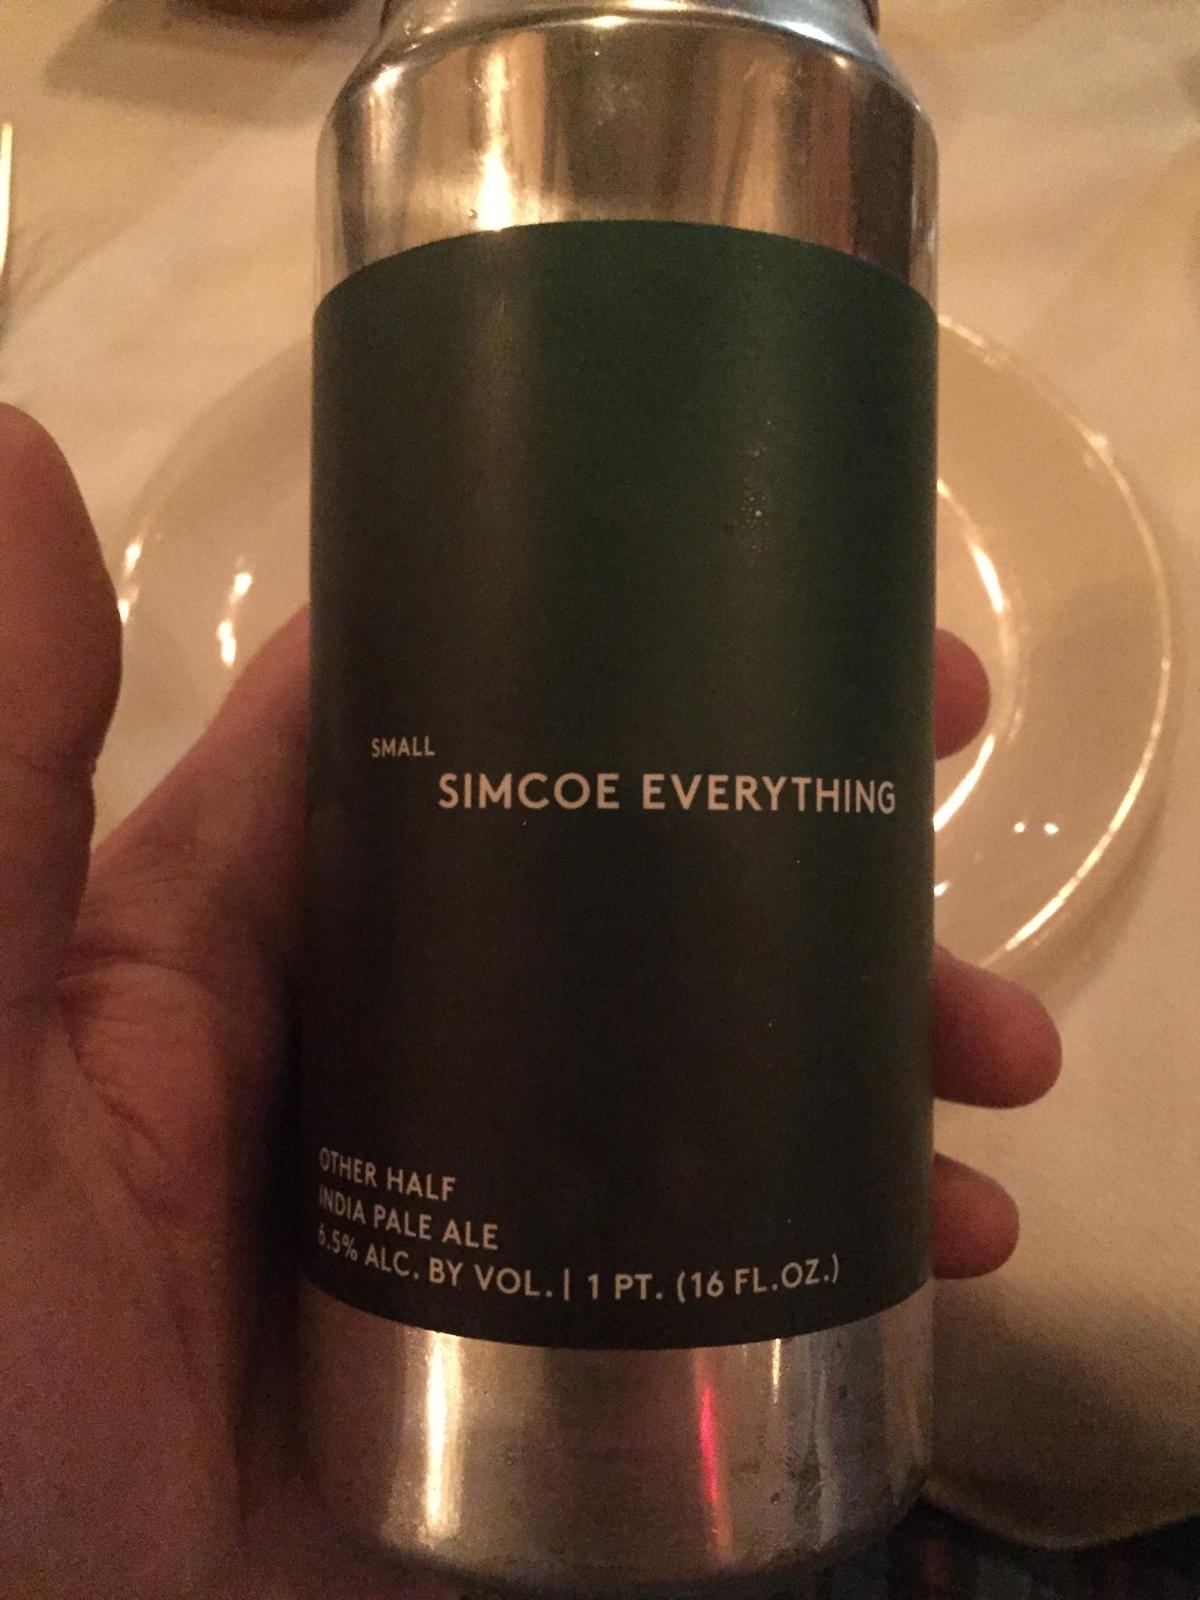 SMALL
SIMCOE EVERYTHING
OTHER HALF
INDIA PALE ALE
6.5% ALC. BY VOL. | 1 PT. (16 FL.OZ.)